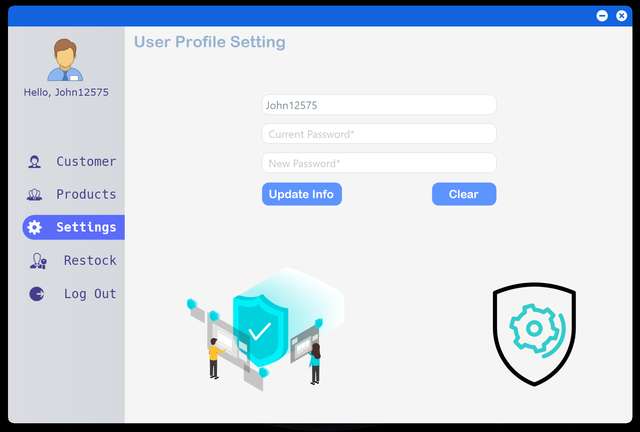 User Profile Setting
Hello, John12575
Customer
Products
Settings
Restock
Log Out
John12575
Current Password*
New Password*
Update Info
Clear